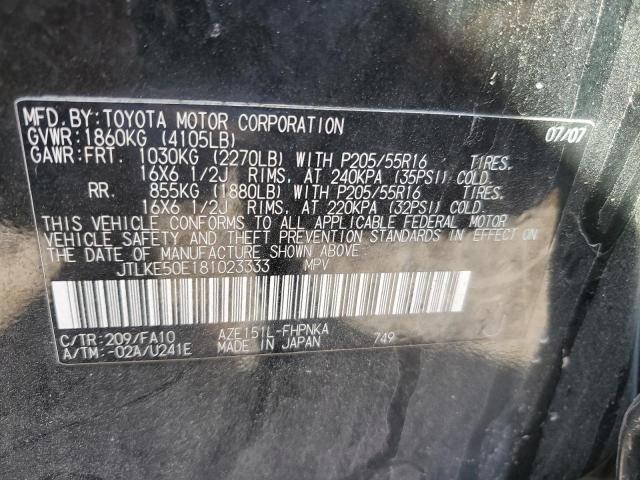 MFD.BY:TOYOTA MOTOR CORPORATION 07/07
GVWR:1860KG (4105LB)
GAWR:FRT. 1030KG (2270LB) WITH P205/55R16 TIRES.
16X6 1/2J RIMS, AT 240KPA (35PSI) COLD.
RR. 855KG (1880LB) WITH P205/55R16 TIRES.
16X6 1/2J RIMS, AT 220KPA (32PSI) COLD.
THIS VEHICLE CONFORMS TO ALL APPLICABLE FEDERAL MOTOR
VEHICLE SAFETY AND THEFT PREVENTION STANDARDS IN EFFECT ON
THE DATE OF MANUFACTURE SHOWN ABOVE.
JTLKE50E181023333 MPV
C/TR:209/FA10 AZE151L-FHPNKA 749
A/TM:-02A/U241E MADE IN JAPAN